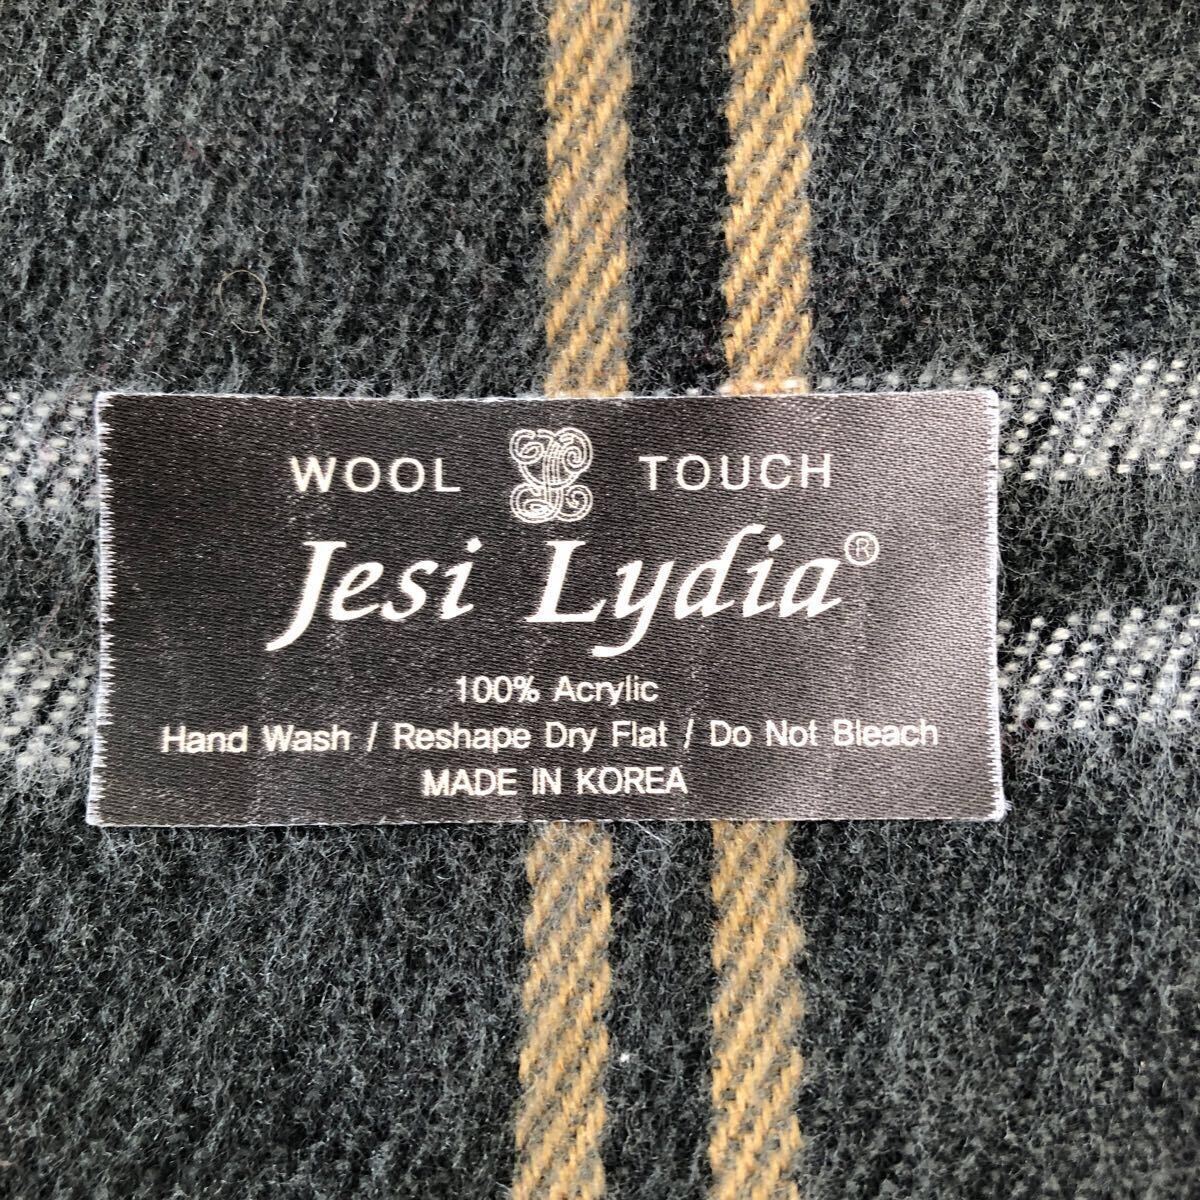 WOOL TOUCH
Jesi Lydia®
100% Acrylic
Hand Wash / Reshape Dry Flat / Do Not Bleach
MADE IN KOREA